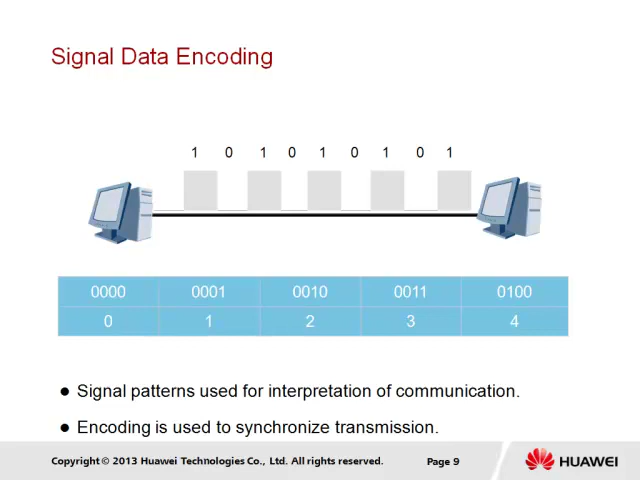 Signal Data Encoding
1 0 1 0 1 0 1 0 1
0000 0001 0010 0011 0100
0 1 2 3 4
● Signal patterns used for interpretation of communication.
● Encoding is used to synchronize transmission.
Copyright © 2013 Huawei Technologies Co., Ltd. All rights reserved. Page 9 HUAWEI